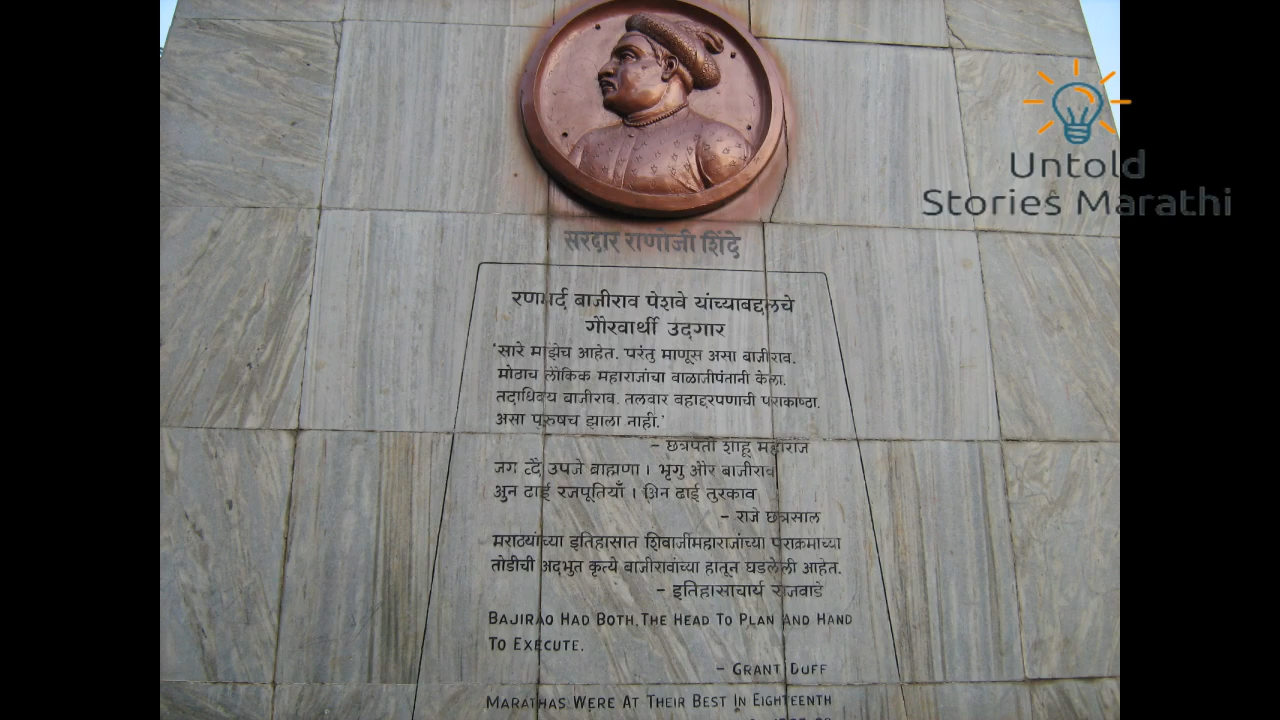 Untold
Stories Marathi
सरदार राणोजी शिंदे
रणमर्द बाजीराव पेशवे यांच्याबद्दलचे
गौरवार्थी उदगार
'सारे माझेच आहेत. परंतु माणूस असा बाजीराव.
मोठाच लौकिक महाराजांचा बाळाजीपंतानी केला.
तदाधिक्य बाजीराव. तलवार बहाद्दरपणाची पराकाष्ठा.
असा पुरुषच झाला नाही.'
- छत्रपती शाहू महाराज
जग द्दै उपजे ब्राह्मणा । भृगु और बाजीराव
अुन ढाई रजपूतियाँ । अिन ढाई तुरकाव
- राजे छत्रसाल
मराठ्यांच्या इतिहासात शिवाजीमहाराजांच्या पराक्रमाच्या
तोडीची अदभुत कृत्ये बाजीरावांच्या हातून घडलेली आहेत.
- इतिहासाचार्य राजवाडे
BAJIRAO HAD BOTH, THE HEAD TO PLAN AND HAND
TO EXECUTE.
- GRANT DUFF
MARATHAS WERE AT THEIR BEST IN EIGHTEENTH